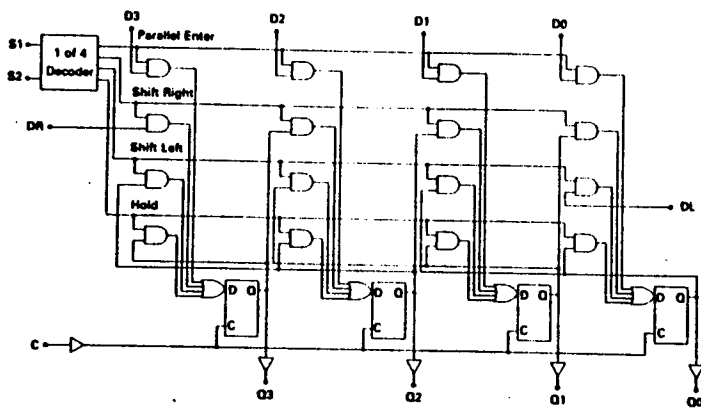 D3
D2
D1
D0
Parallel Enter
S1
1 of 4
Decoder
S2
Shift Right
DR
Shift Left
DL
Hold
D Q
C
D Q
C
D Q
C
D Q
C
C
Q3
Q2
Q1
Q0